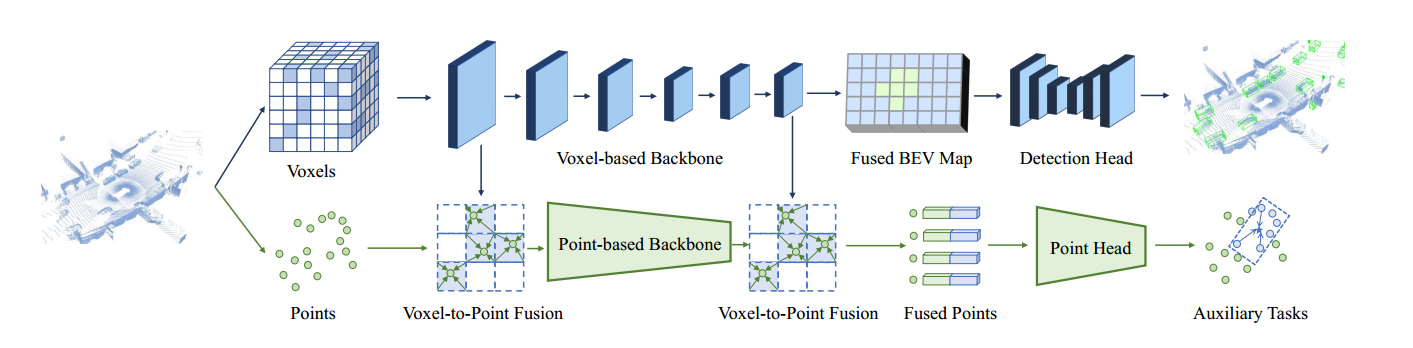 Voxels
Voxel-based Backbone
Fused BEV Map
Detection Head
Point-based Backbone
Point Head
Points
Voxel-to-Point Fusion
Voxel-to-Point Fusion
Fused Points
Auxiliary Tasks